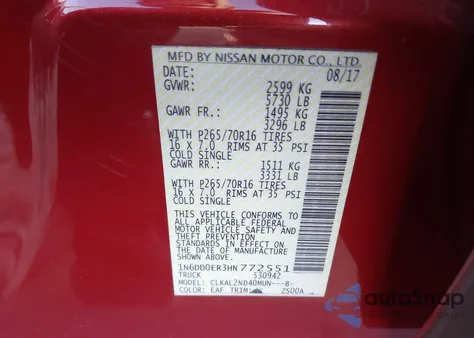 MFD BY NISSAN MOTOR CO., LTD.
DATE: 08/17
GVWR: 2599 KG
5730 LB
GAWR FR.: 1495 KG
3296 LB
WITH P265/70R16 TIRES
16 X 7.0 RIMS AT 35 PSI
COLD SINGLE
GAWR RR.: 1511 KG
3331 LB
WITH P265/70R16 TIRES
16 X 7.0 RIMS AT 35 PSI
COLD SINGLE
THIS VEHICLE CONFORMS TO
ALL APPLICABLE FEDERAL
MOTOR VEHICLE SAFETY AND
THEFT PREVENTION
STANDARDS IN EFFECT ON
THE DATE OF MANUFACTURE
SHOWN ABOVE.
1N6DD0ER3HN772551
TRUCK 530942
MODEL: CLKAL2ND40MUN---B-
COLOR: EAF TRIM: 2S00A
autoSnap